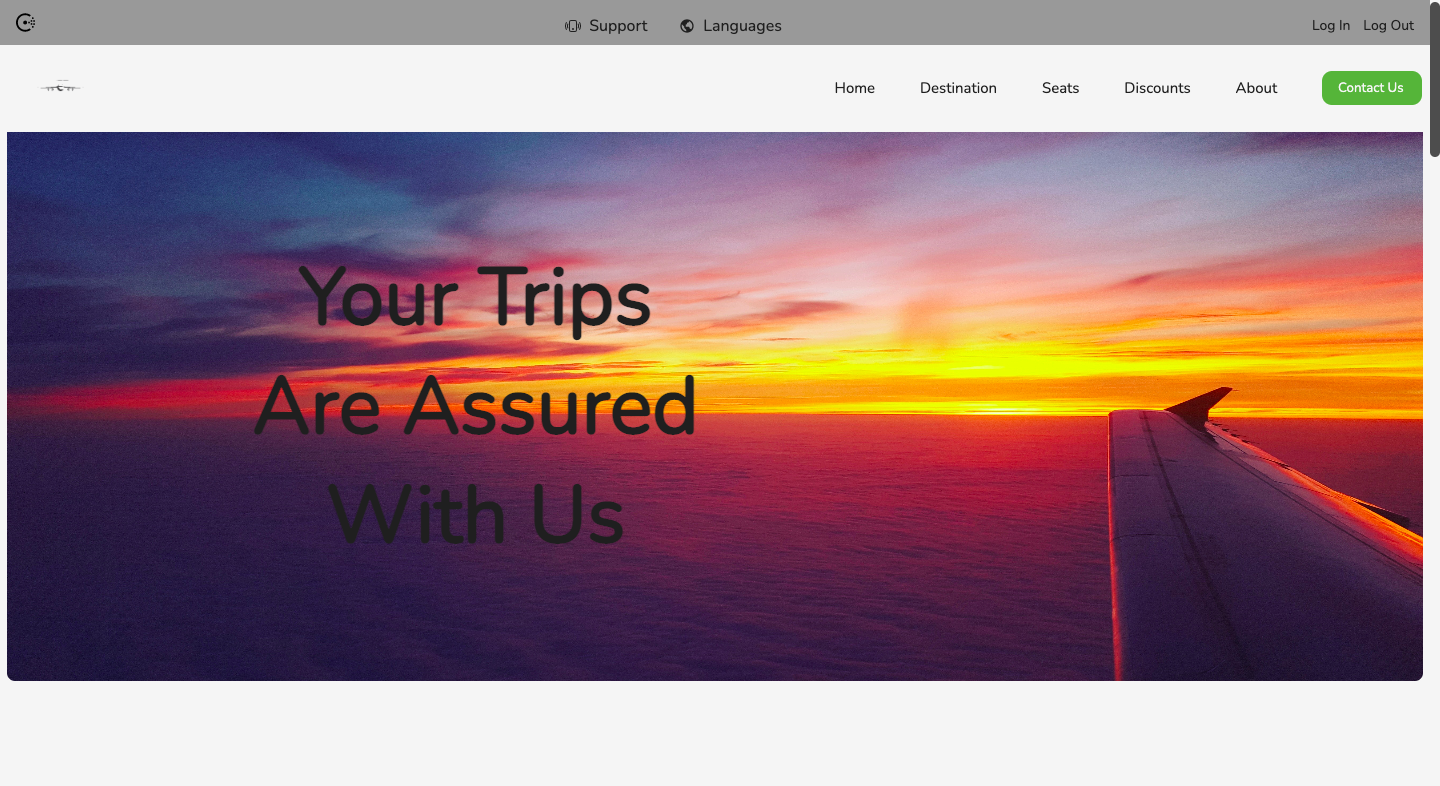 Support
Languages
Log In
Log Out
Home
Destination
Seats
Discounts
About
Contact Us
Your Trips
Are Assured
With Us